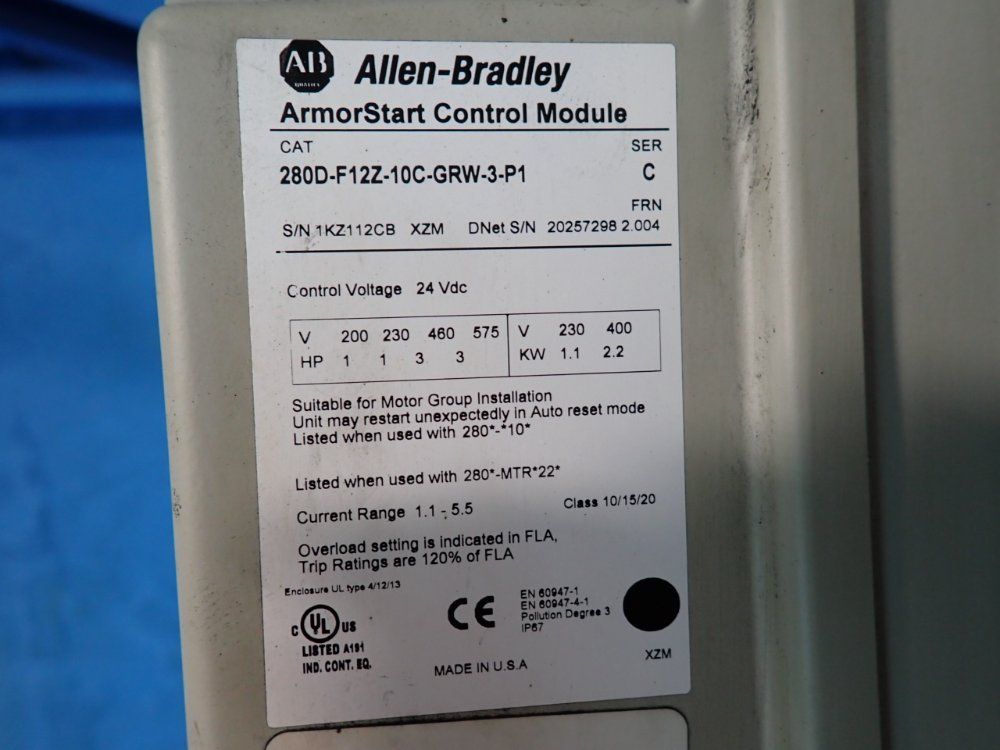 AB
QUALITY
Allen-Bradley
ArmorStart Control Module
CAT SER
280D-F12Z-10C-GRW-3-P1 C
FRN
S/N 1KZ112CB XZM DNet S/N 20257298 2.004
Control Voltage 24 Vdc
V 200 230 460 575 V 230 400
HP 1 1 3 3 KW 1.1 2.2
Suitable for Motor Group Installation
Unit may restart unexpectedly in Auto reset mode
Listed when used with 280*-*10*
Listed when used with 280*-MTR*22*
Current Range 1.1 - 5.5 Class 10/15/20
Overload setting is indicated in FLA,
Trip Ratings are 120% of FLA
Enclosure UL type 4/12/13
C UL US
LISTED A191
IND. CONT. EQ.
CE
EN 60947-1
EN 60947-4-1
Pollution Degree 3
IP67
MADE IN U.S.A
XZM